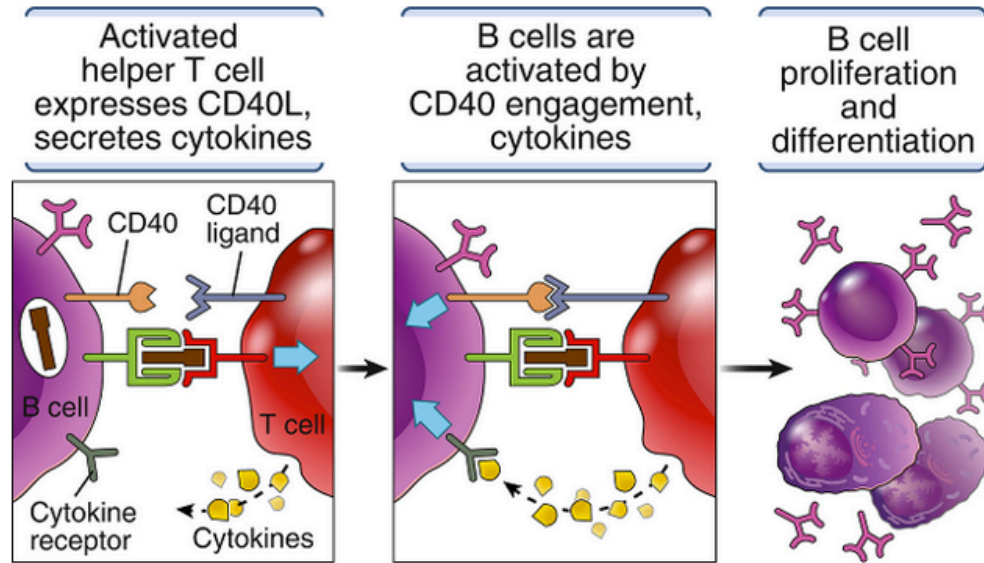 Activated
helper T cell
expresses CD40L,
secretes cytokines
B cells are
activated by
CD40 engagement,
cytokines
B cell
proliferation
and
differentiation
CD40
CD40
ligand
B cell
T cell
Cytokine
receptor
Cytokines